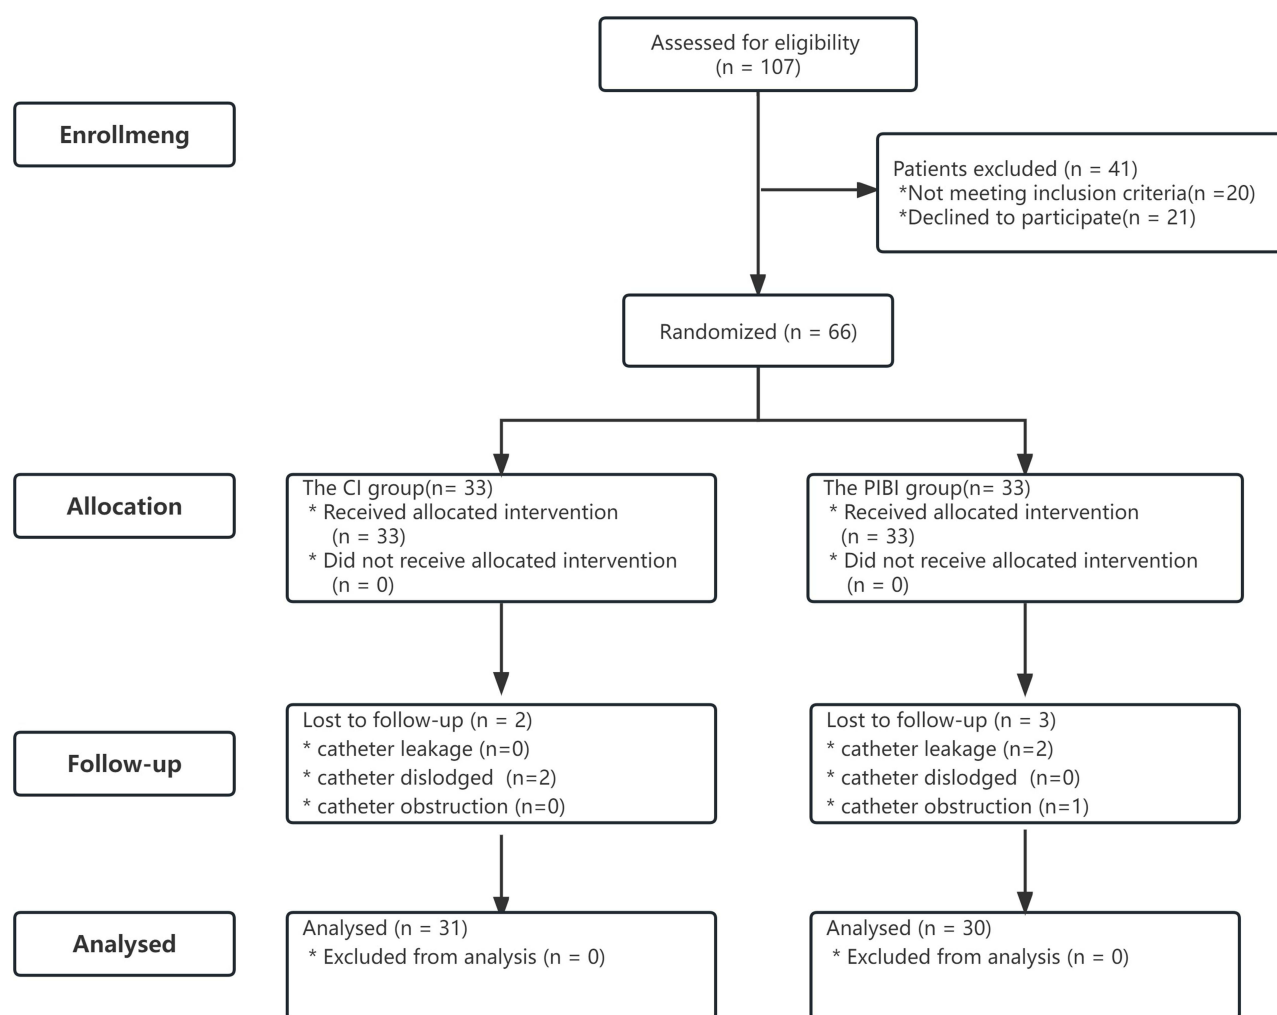 Assessed for eligibility
(n = 107)
Enrollmeng
Patients excluded (n = 41)
*Not meeting inclusion criteria(n =20)
*Declined to participate(n = 21)
Randomized (n = 66)
Allocation
The CI group(n= 33)
* Received allocated intervention
(n = 33)
* Did not receive allocated intervention
(n = 0)
The PIBI group(n= 33)
* Received allocated intervention
(n = 33)
* Did not receive allocated intervention
(n = 0)
Follow-up
Lost to follow-up (n = 2)
* catheter leakage (n=0)
* catheter dislodged  (n=2)
* catheter obstruction (n=0)
Lost to follow-up (n = 3)
* catheter leakage (n=2)
* catheter dislodged  (n=0)
* catheter obstruction (n=1)
Analysed
Analysed (n = 31)
* Excluded from analysis (n = 0)
Analysed (n = 30)
* Excluded from analysis (n = 0)